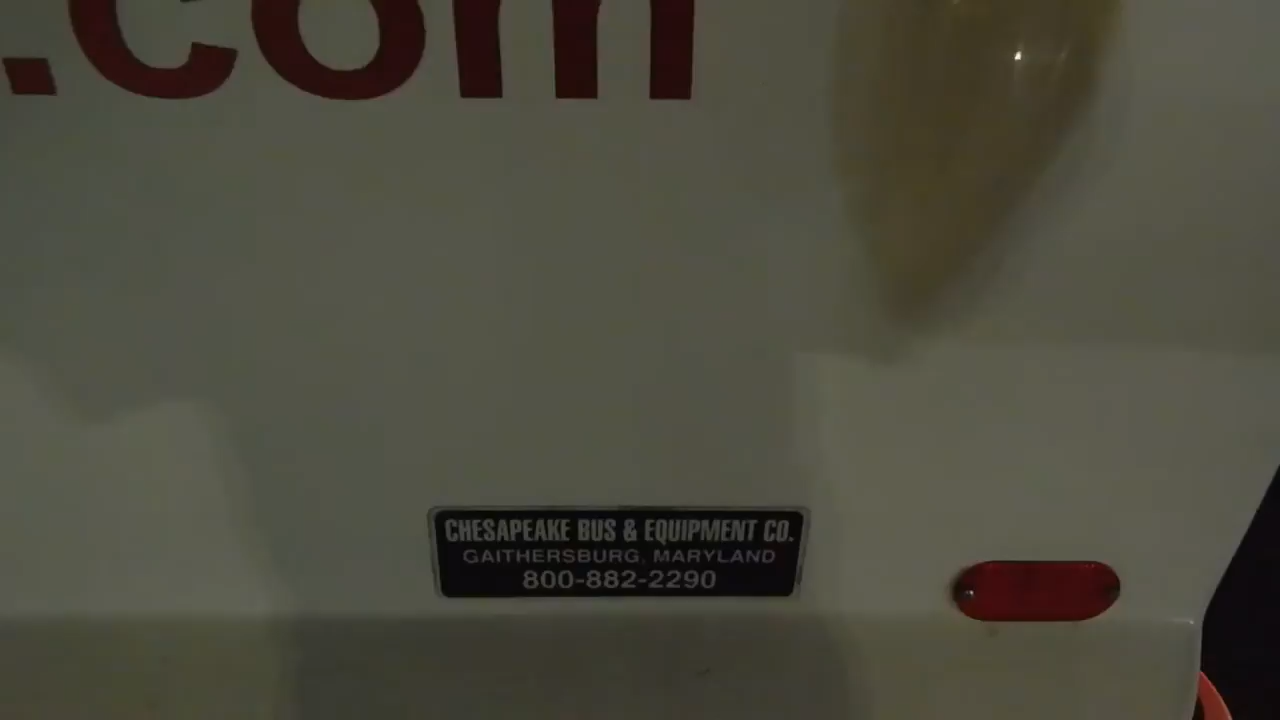 .com
CHESAPEAKE BUS & EQUIPMENT CO.
GAITHERSBURG, MARYLAND
800-882-2290